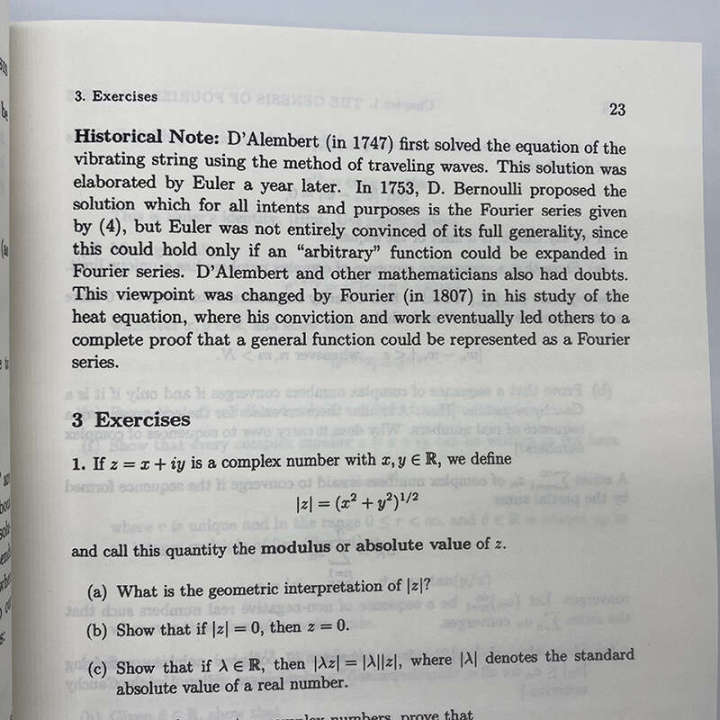 3. Exercises
23
Historical Note: D'Alembert (in 1747) first solved the equation of the
vibrating string using the method of traveling waves. This solution was
elaborated by Euler a year later. In 1753, D. Bernoulli proposed the
solution which for all intents and purposes is the Fourier series given
by (4), but Euler was not entirely convinced of its full generality, since
this could hold only if an "arbitrary" function could be expanded in
Fourier series. D'Alembert and other mathematicians also had doubts.
This viewpoint was changed by Fourier (in 1807) in his study of the
heat equation, where his conviction and work eventually led others to a
complete proof that a general function could be represented as a Fourier
series.
3 Exercises
1. If z = x + iy is a complex number with x, y ∈ ℝ, we define
|z| = (x² + y²)^{1/2}
and call this quantity the modulus or absolute value of z.
(a) What is the geometric interpretation of |z|?
(b) Show that if |z| = 0, then z = 0.
(c) Show that if λ ∈ ℝ, then |λz| = |λ||z|, where |λ| denotes the standard
absolute value of a real number.
numbers, prove that